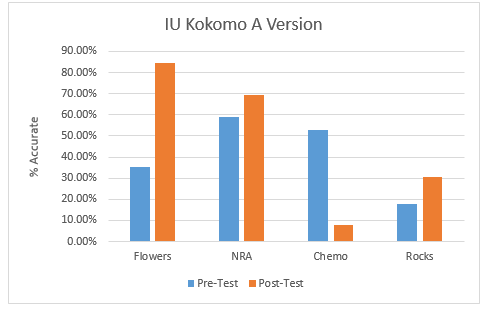 IU Kokomo A Version
% Accurate
90.00%
80.00%
70.00%
60.00%
50.00%
40.00%
30.00%
20.00%
10.00%
0.00%
Flowers NRA Chemo Rocks
Pre-Test Post-Test